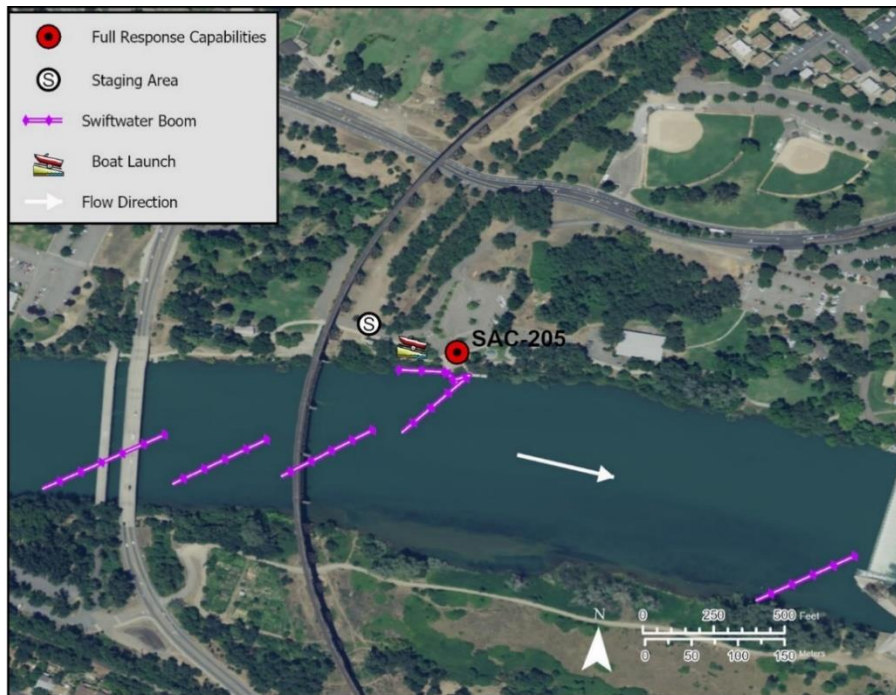 Full Response Capabilities
S
Staging Area
Swiftwater Boom
Boat Launch
Flow Direction
S
SAC-205
N
0 250 500 Feet
0 50 100 150 Meters